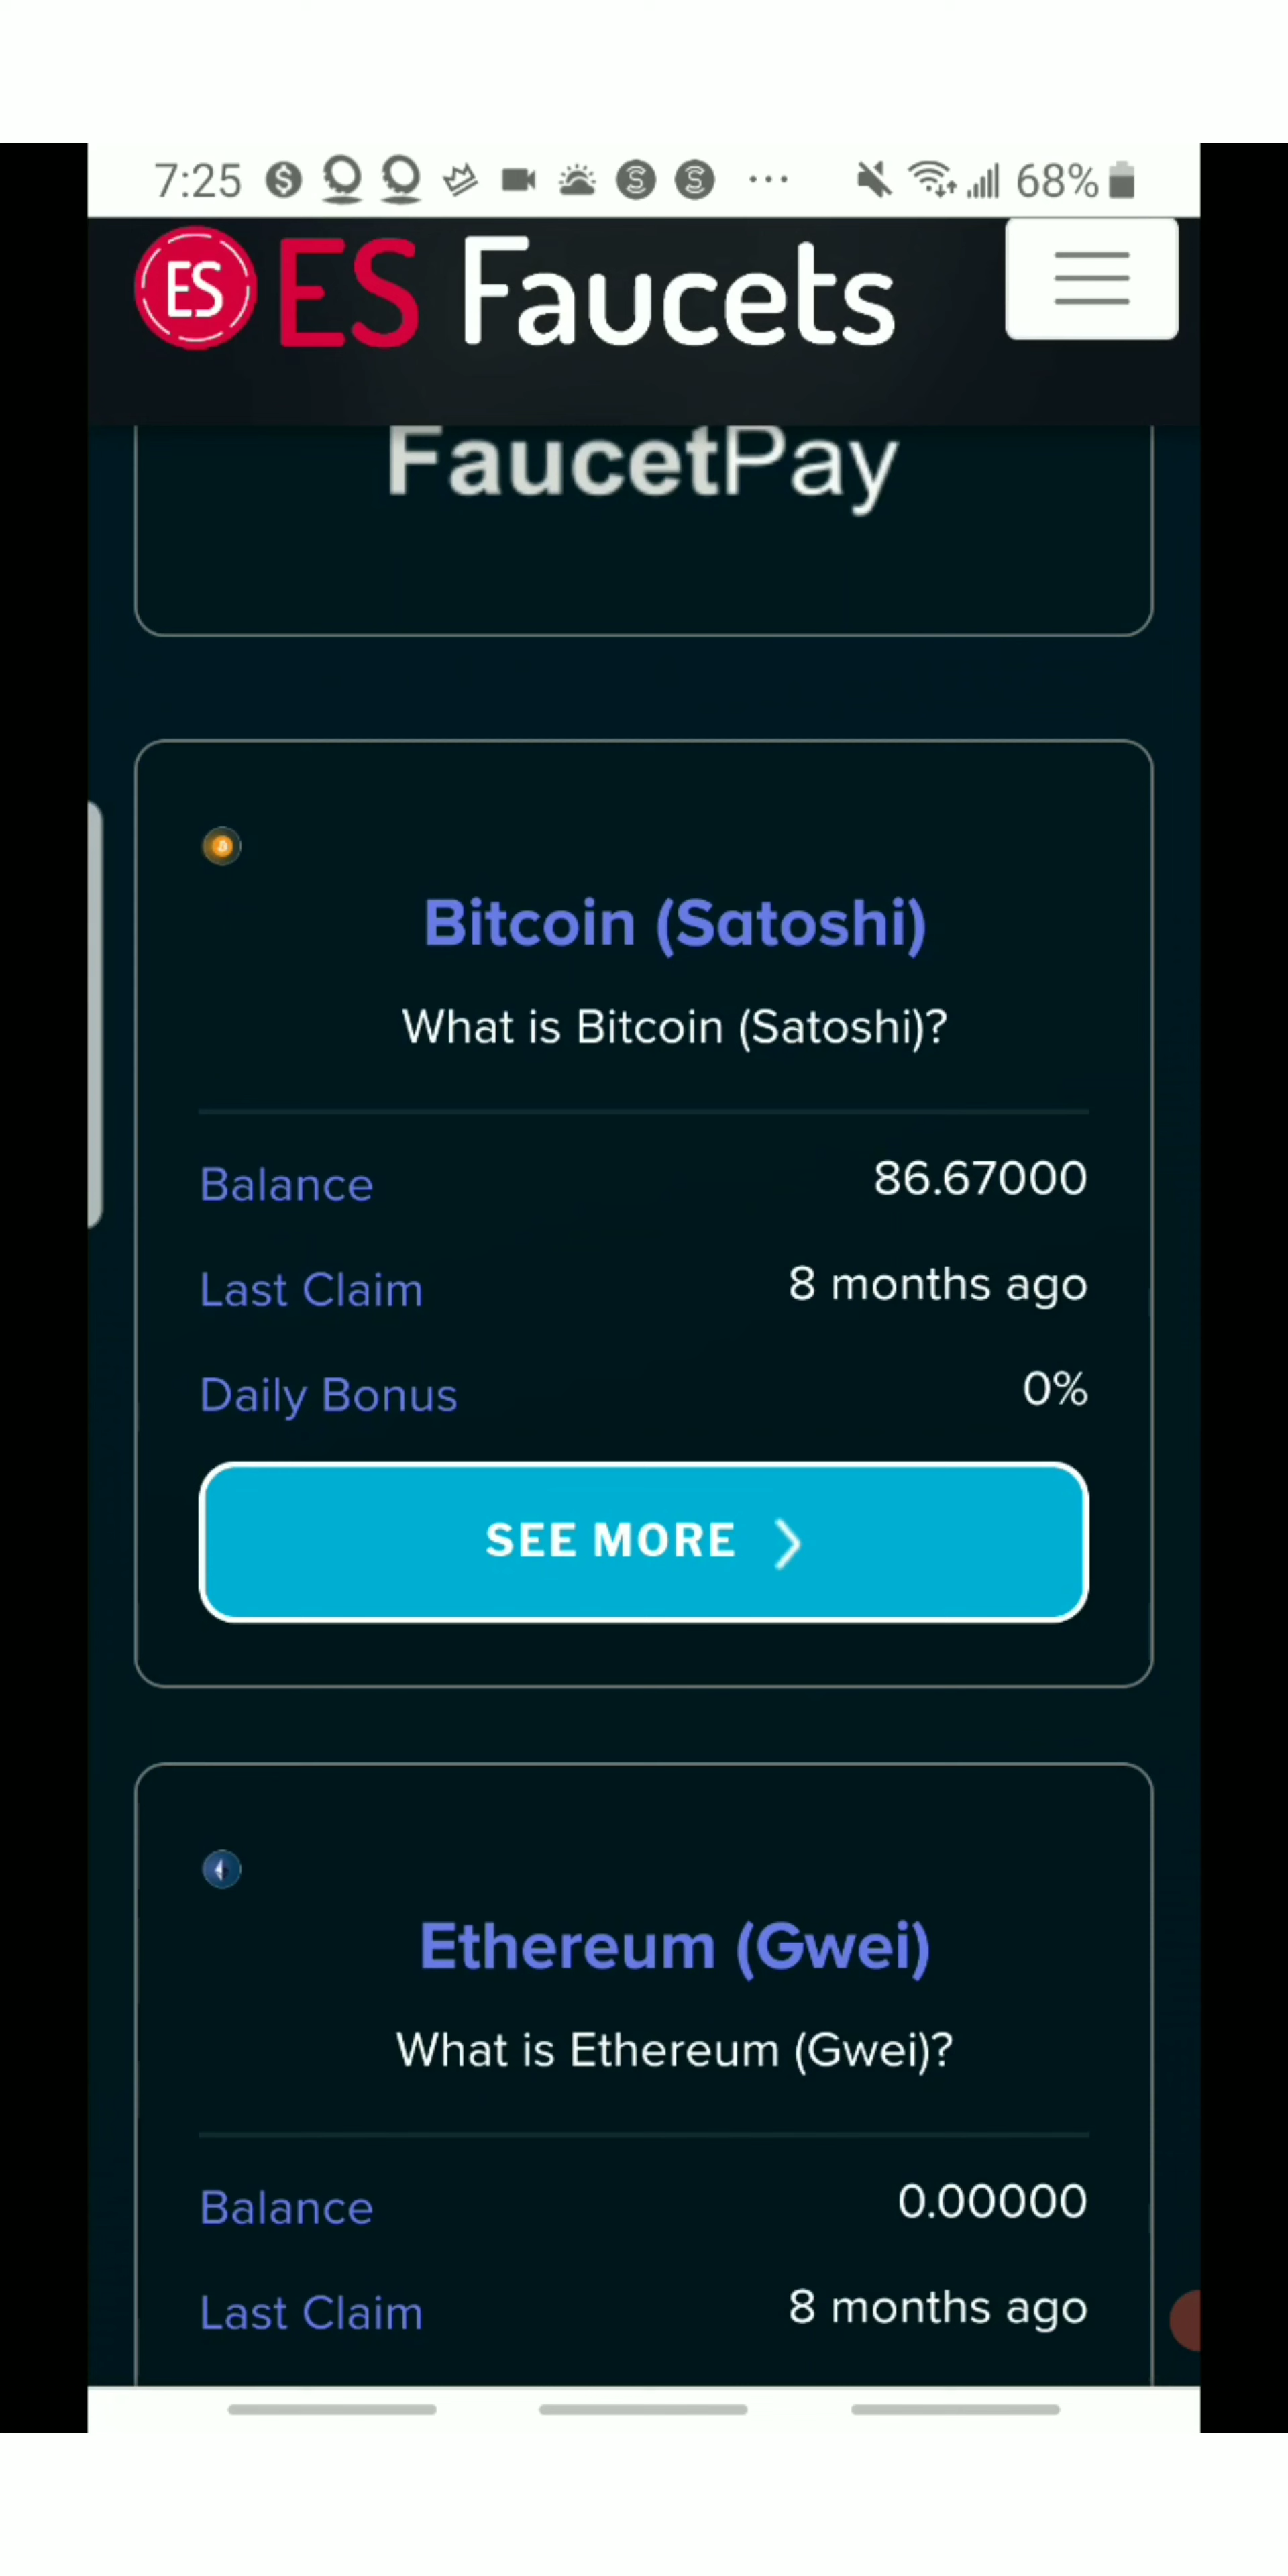 7:25 68%
ES ES Faucets
FaucetPay
Bitcoin (Satoshi)
What is Bitcoin (Satoshi)?
Balance 86.67000
Last Claim 8 months ago
Daily Bonus 0%
SEE MORE
Ethereum (Gwei)
What is Ethereum (Gwei)?
Balance 0.00000
Last Claim 8 months ago